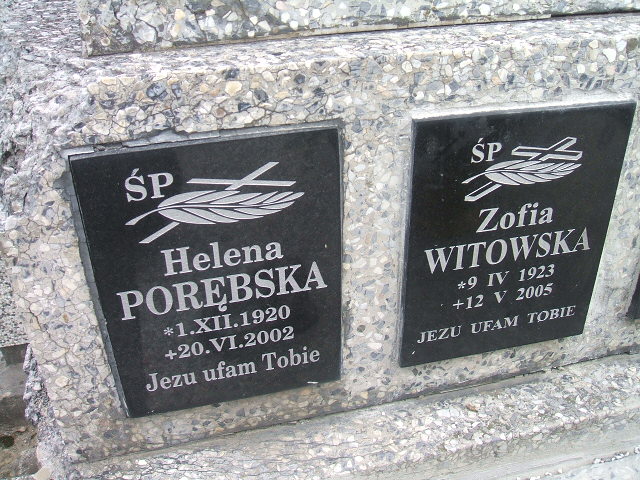 ŚP
Helena
PORĘBSKA
*1.XII.1920
+20.VI.2002
Jezu ufam Tobie
ŚP
Zofia
WITOWSKA
*9 IV 1923
+12 V 2005
JEZU UFAM TOBIE